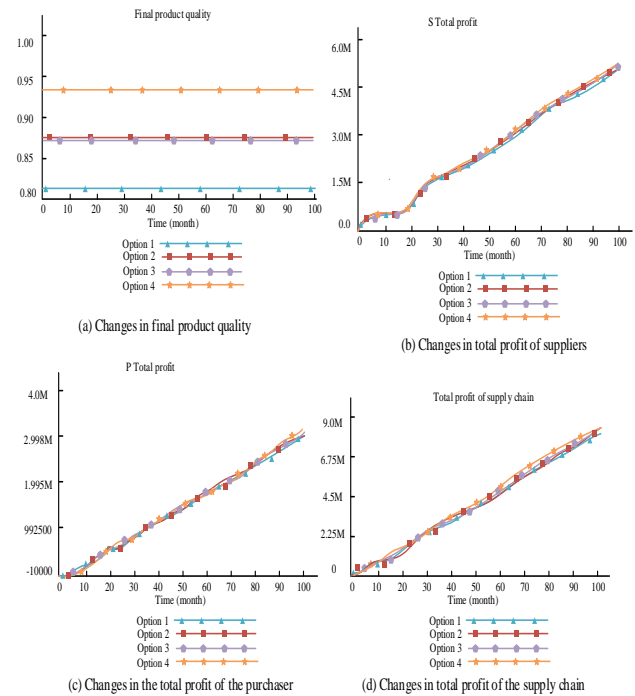 Final product quality
1.00
0.95
0.90
0.85
0.80
0 10 20 30 40 50 60 70 80 90 100
Time (month)
Option 1
Option 2
Option 3
Option 4
(a) Changes in final product quality
S Total profit
6.0M
4.5M
3.0M
1.5M
0.0
0 10 20 30 40 50 60 70 80 90 100
Time (month)
Option 1
Option 2
Option 3
Option 4
(b) Changes in total profit of suppliers
P Total profit
4.0M
2.998M
1.995M
992500
-10000
0 10 20 30 40 50 60 70 80 90 100
Time (month)
Option 1
Option 2
Option 3
Option 4
(c) Changes in the total profit of the purchaser
Total profit of supply chain
9.0M
6.75M
4.5M
2.25M
0
0 10 20 30 40 50 60 70 80 90 100
Time (month)
Option 1
Option 2
Option 3
Option 4
(d) Changes in total profit of the supply chain